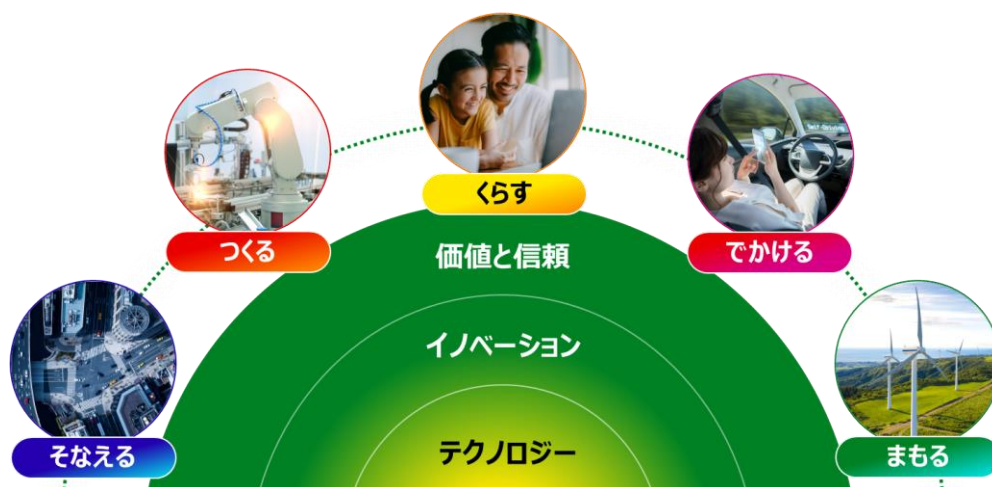 くらす
つくる
でかける
価値と信頼
イノベーション
そなえる
テクノロジー
まもる